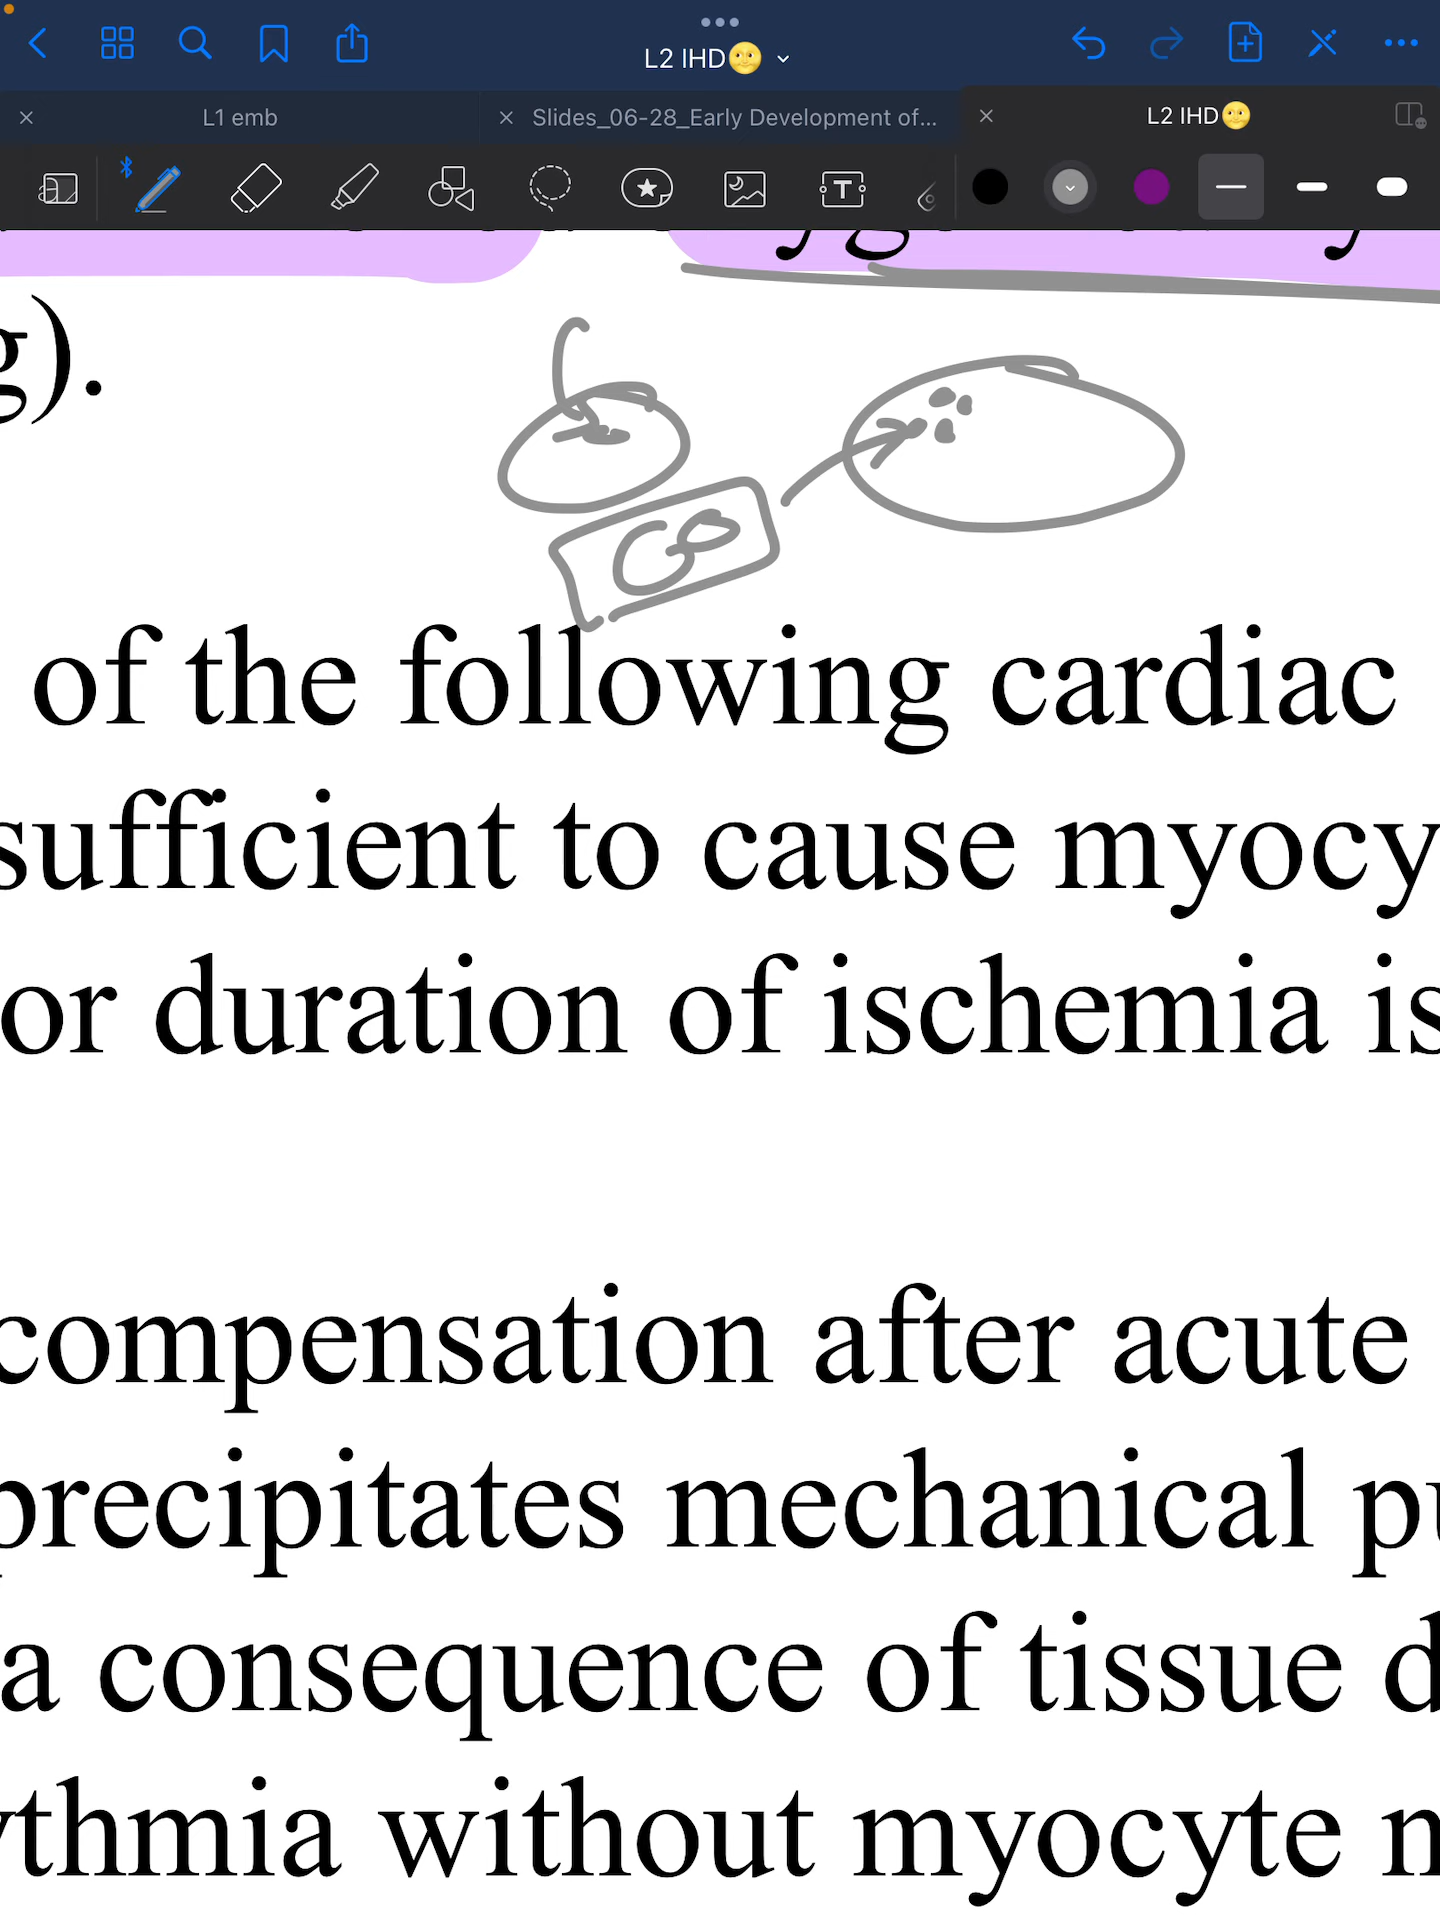 L2 IHD🌝
L1 emb
Slides_06-28_Early Development of...
L2 IHD🌝
g).
of the following cardiac
sufficient to cause myocy
or duration of ischemia is
compensation after acute
precipitates mechanical pu
a consequence of tissue d
ythmia without myocyte n